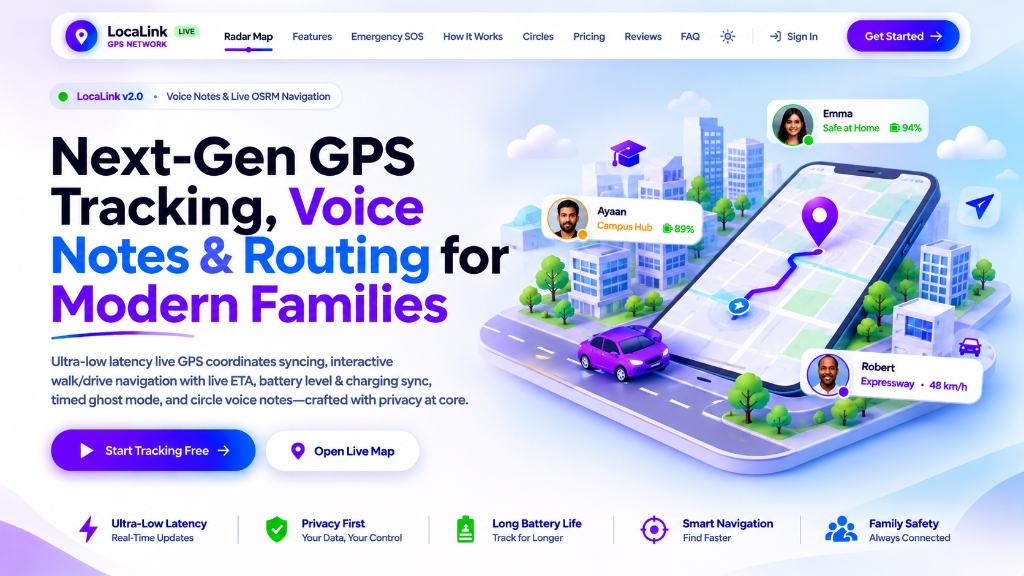 LocaLink
LIVE
GPS NETWORK
Radar Map
Features
Emergency SOS
How It Works
Circles
Pricing
Reviews
FAQ
Sign In
Get Started →
LocaLink v2.0 • Voice Notes & Live OSRM Navigation
Next-Gen GPS
Tracking, Voice
Notes & Routing for
Modern Families
Ultra-low latency live GPS coordinates syncing, interactive
walk/drive navigation with live ETA, battery level & charging sync,
timed ghost mode, and circle voice notes—crafted with privacy at core.
Start Tracking Free →
Open Live Map
Emma
Safe at Home 94%
Ayaan
Campus Hub 89%
Robert
Expressway • 48 km/h
Ultra-Low Latency
Real-Time Updates
Privacy First
Your Data, Your Control
Long Battery Life
Track for Longer
Smart Navigation
Find Faster
Family Safety
Always Connected